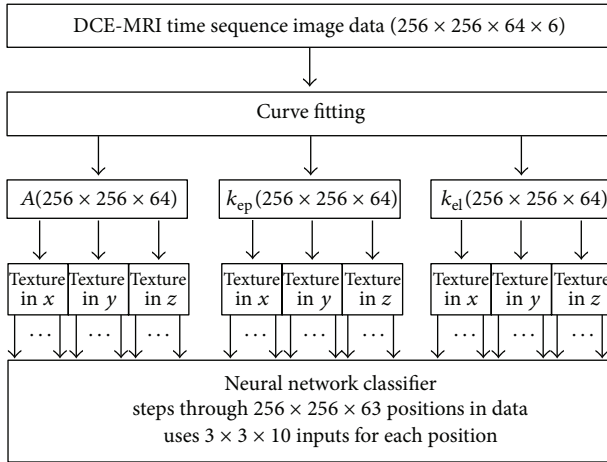 DCE-MRI time sequence image data (256 × 256 × 64 × 6)
Curve fitting
A(256 × 256 × 64)
k_ep(256 × 256 × 64)
k_el(256 × 256 × 64)
Texture in x
Texture in y
Texture in z
Texture in x
Texture in y
Texture in z
Texture in x
Texture in y
Texture in z
... ... ... ... ... ... ... ... ...
Neural network classifier
steps through 256 × 256 × 63 positions in data
uses 3 × 3 × 10 inputs for each position